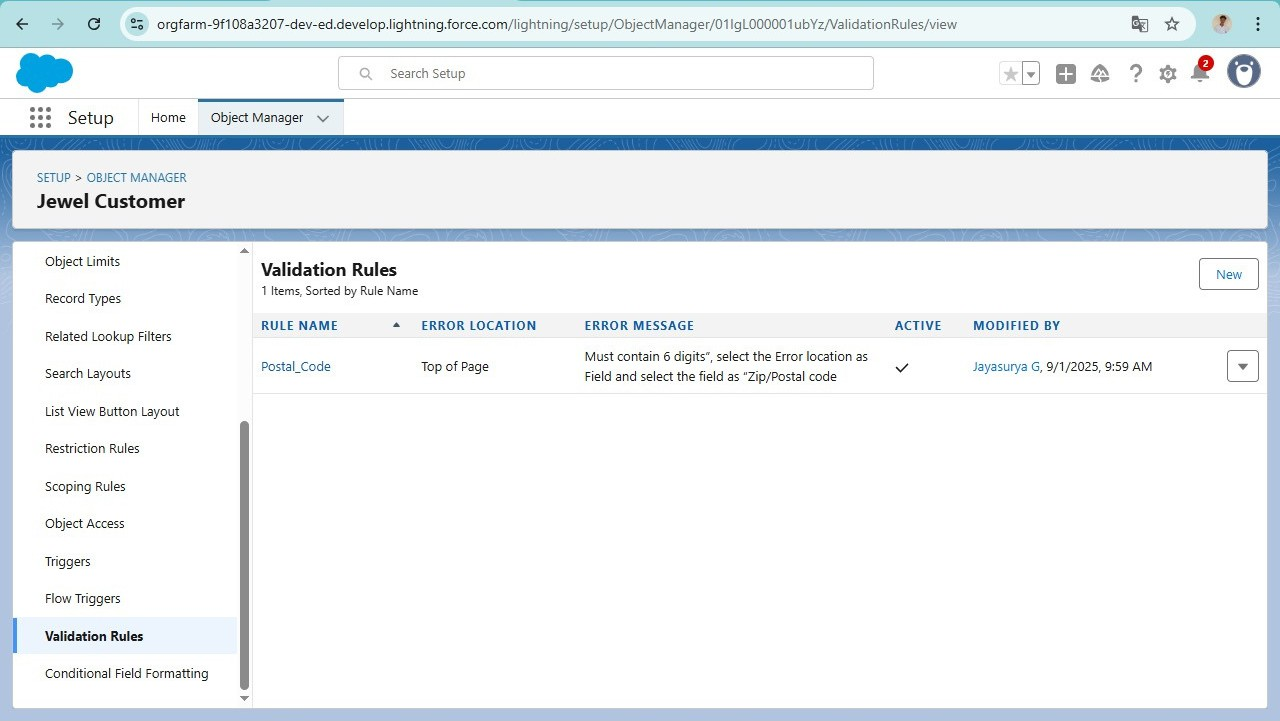 orgfarm-9f108a3207-dev-ed.develop.lightning.force.com/lightning/setup/ObjectManager/01IgL000001ubYz/ValidationRules/view
Search Setup
2
Setup
Home
Object Manager
SETUP > OBJECT MANAGER
Jewel Customer
Object Limits
Record Types
Related Lookup Filters
Search Layouts
List View Button Layout
Restriction Rules
Scoping Rules
Object Access
Triggers
Flow Triggers
Validation Rules
Conditional Field Formatting
Validation Rules
1 Items, Sorted by Rule Name
New
RULE NAME ERROR LOCATION ERROR MESSAGE ACTIVE MODIFIED BY
Postal_Code Top of Page Must contain 6 digits”, select the Error location as
Field and select the field as “Zip/Postal code
Jayasurya G, 9/1/2025, 9:59 AM